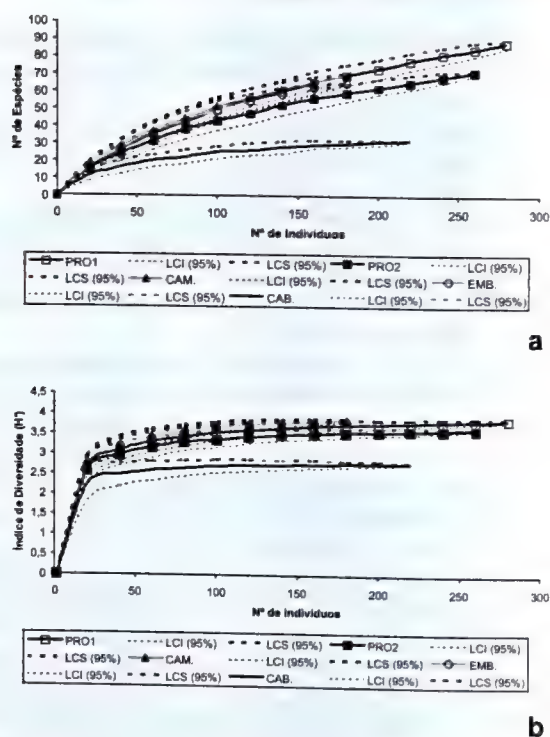 100
90
80
70
60
50
40
30
20
10
0
Nº de Espécies
0 50 100 150 200 250 300
Nº de Indivíduos
PRO1 LCI (95%) LCS (95%) PRO2 LCI (95%)
LCS (95%) CAM. LCI (95%) LCS (95%) EMB.
LCI (95%) LCS (95%) CAB. LCI (95%) LCS (95%)
a
4,5
4
3,5
3
2,5
2
1,5
1
0,5
0
Índice de Diversidade (H')
0 50 100 150 200 250 300
Nº de Indivíduos
PRO1 LCI (95%) LCS (95%) PRO2 LCI (95%)
LCS (95%) CAM. LCI (95%) LCS (95%) EMB.
LCI (95%) LCS (95%) CAB. LCI (95%) LCS (95%)
b